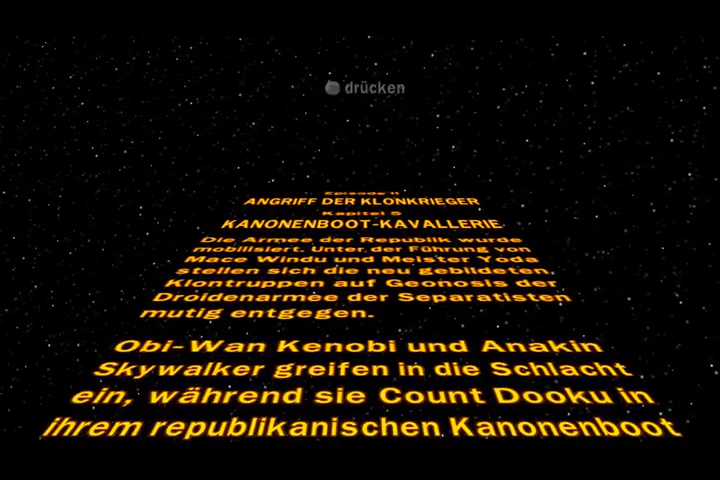 drücken
Episode II
ANGRIFF DER KLONKRIEGER
Kapitel 5
KANONENBOOT-KAVALLERIE
Die Armee der Republik wurde
mobilisiert. Unter der Führung von
Mace Windu und Meister Yoda
stellen sich die neu gebildeten
Klontruppen auf Geonosis der
Droidenarmee der Separatisten
mutig entgegen.
Obi-Wan Kenobi und Anakin
Skywalker greifen in die Schlacht
ein, während sie Count Dooku in
ihrem republikanischen Kanonenboot